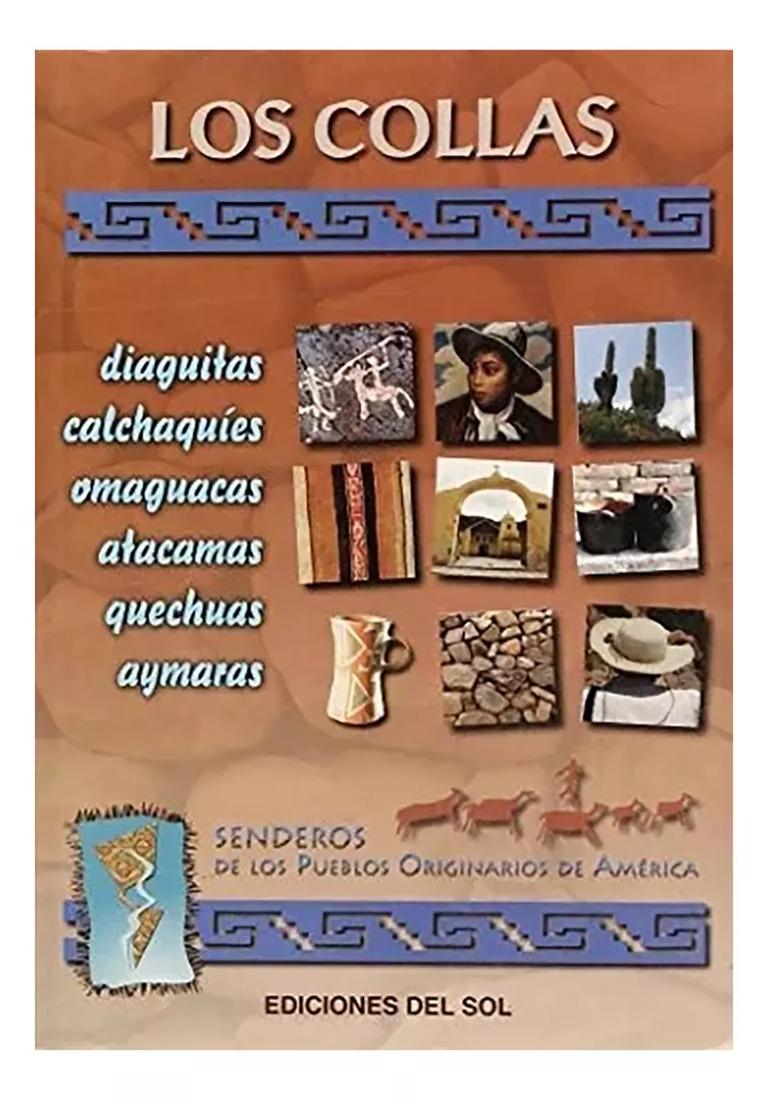 LOS COLLAS
diaguitas
calchaquíes
omaguacas
atacamas
quechuas
aymaras
SENDEROS
DE LOS PUEBLOS ORIGINARIOS DE AMÉRICA
EDICIONES DEL SOL